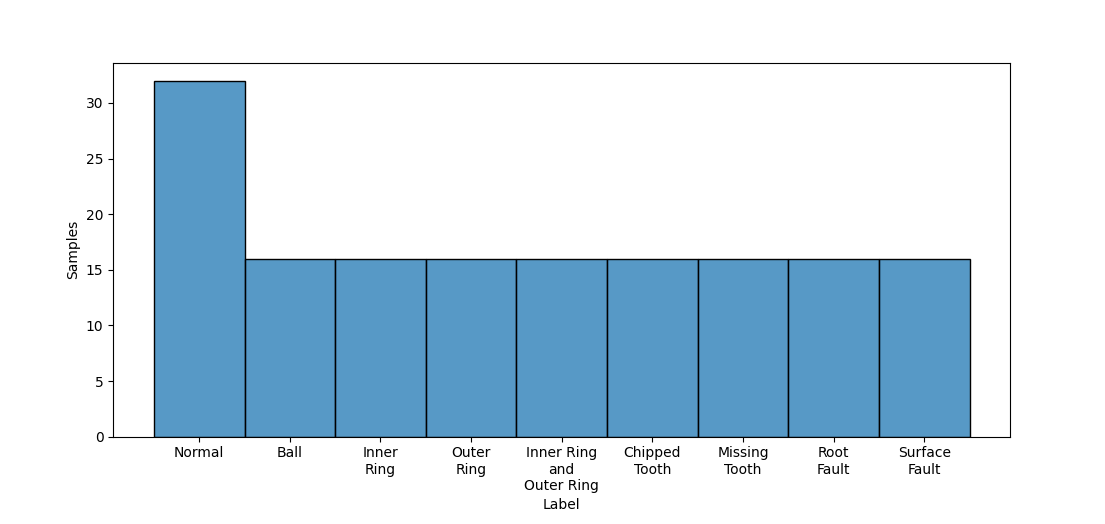 Samples
30
25
20
15
10
5
0
Normal
Ball
Inner
Ring
Outer
Ring
Inner Ring
and
Outer Ring
Chipped
Tooth
Missing
Tooth
Root
Fault
Surface
Fault
Label